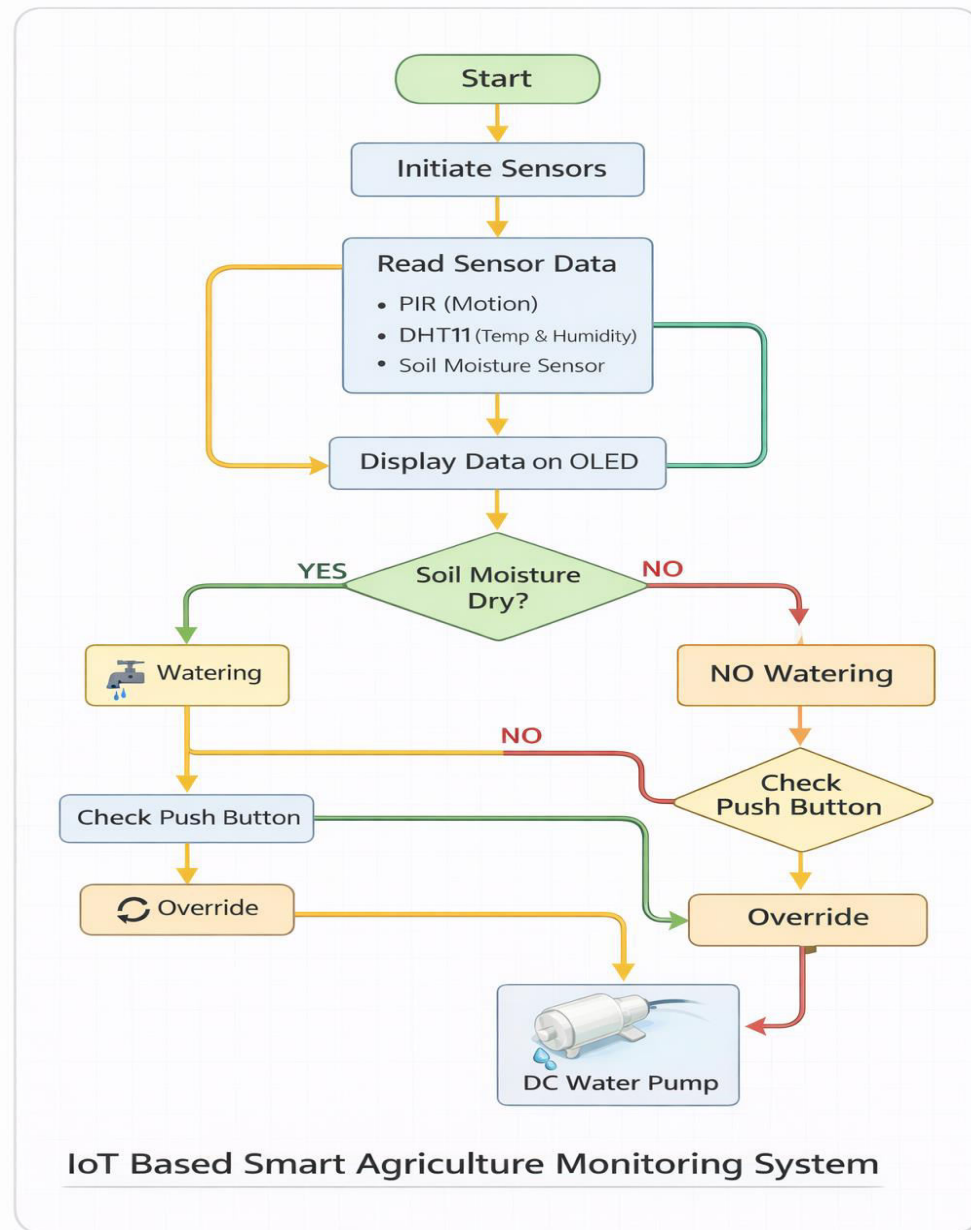 Start
Initiate Sensors
Read Sensor Data
• PIR (Motion)
• DHT11 (Temp & Humidity)
• Soil Moisture Sensor
Display Data on OLED
YES
Soil Moisture
Dry?
NO
Watering
NO Watering
NO
Check
Push Button
Check Push Button
Override
Override
DC Water Pump
IoT Based Smart Agriculture Monitoring System